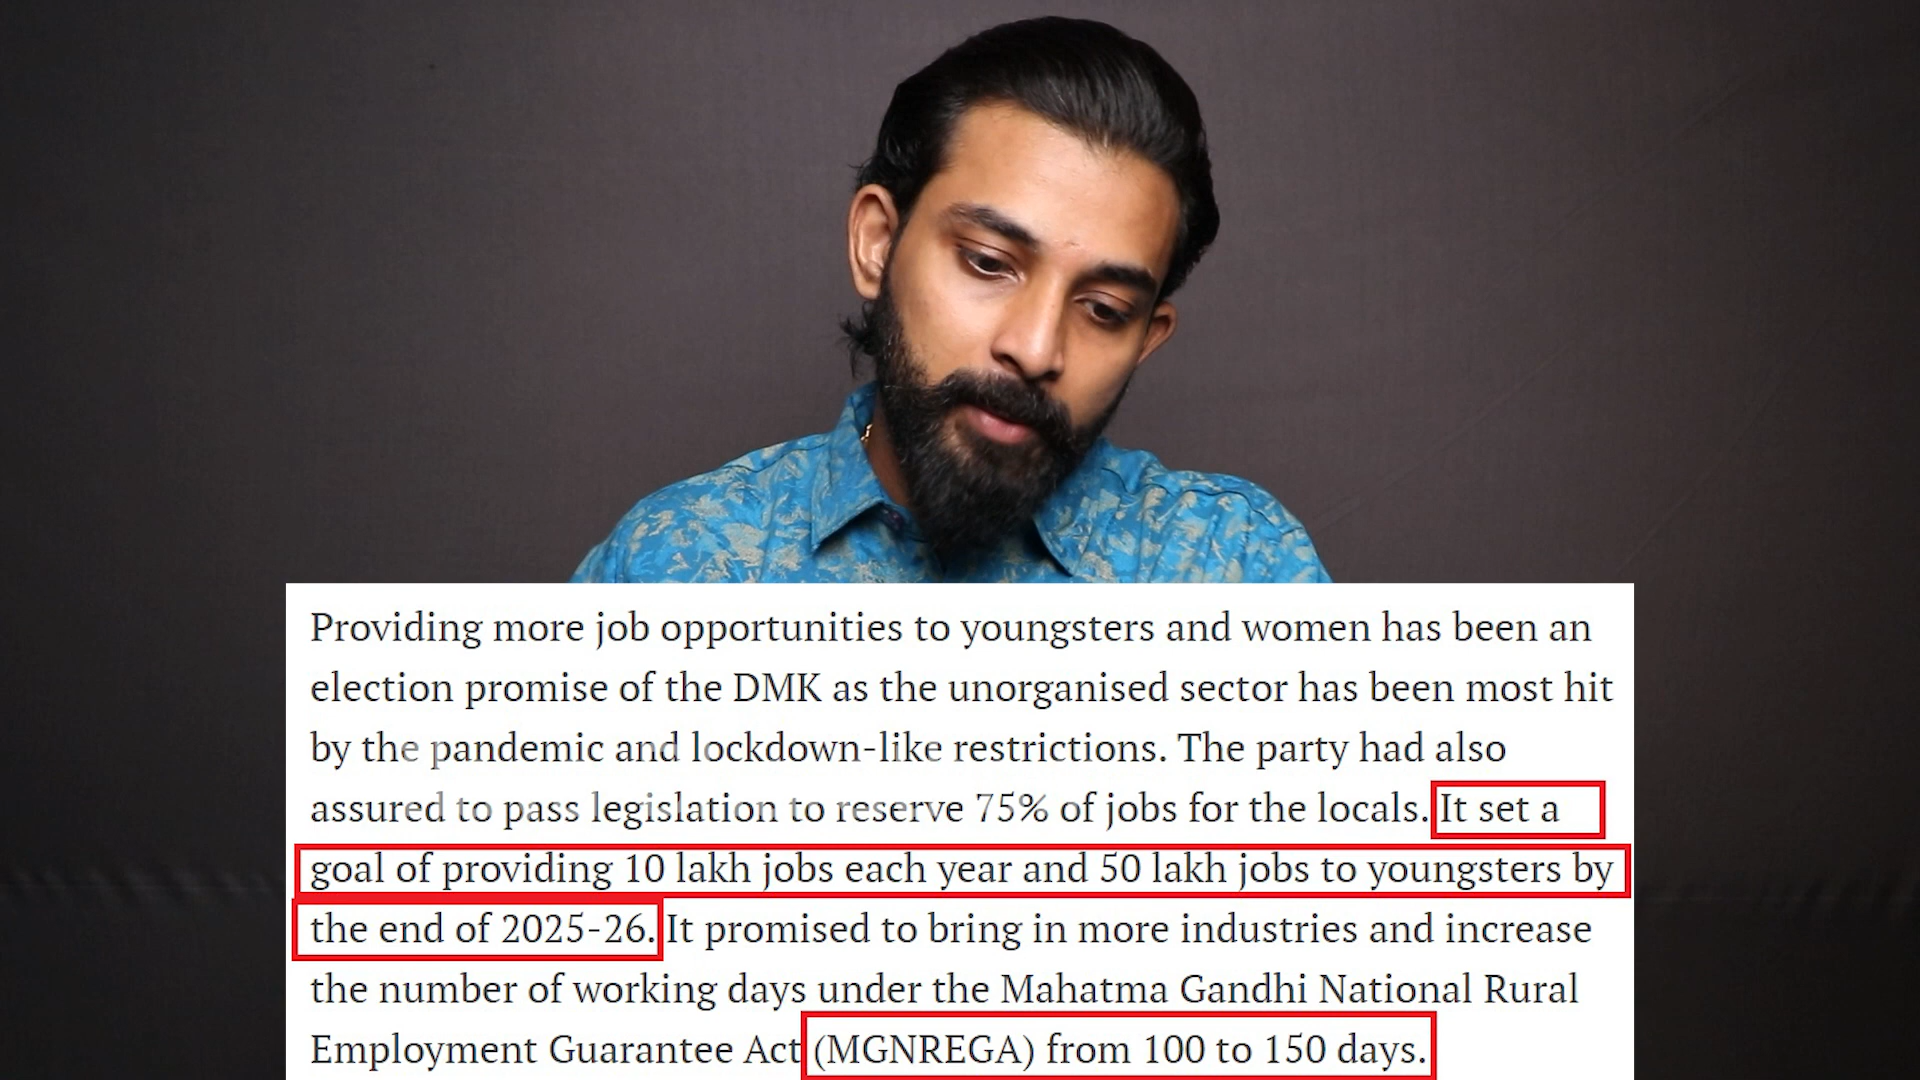 Providing more job opportunities to youngsters and women has been an
election promise of the DMK as the unorganised sector has been most hit
by the pandemic and lockdown-like restrictions. The party had also
assured to pass legislation to reserve 75% of jobs for the locals. It set a
goal of providing 10 lakh jobs each year and 50 lakh jobs to youngsters by
the end of 2025-26. It promised to bring in more industries and increase
the number of working days under the Mahatma Gandhi National Rural
Employment Guarantee Act (MGNREGA) from 100 to 150 days.